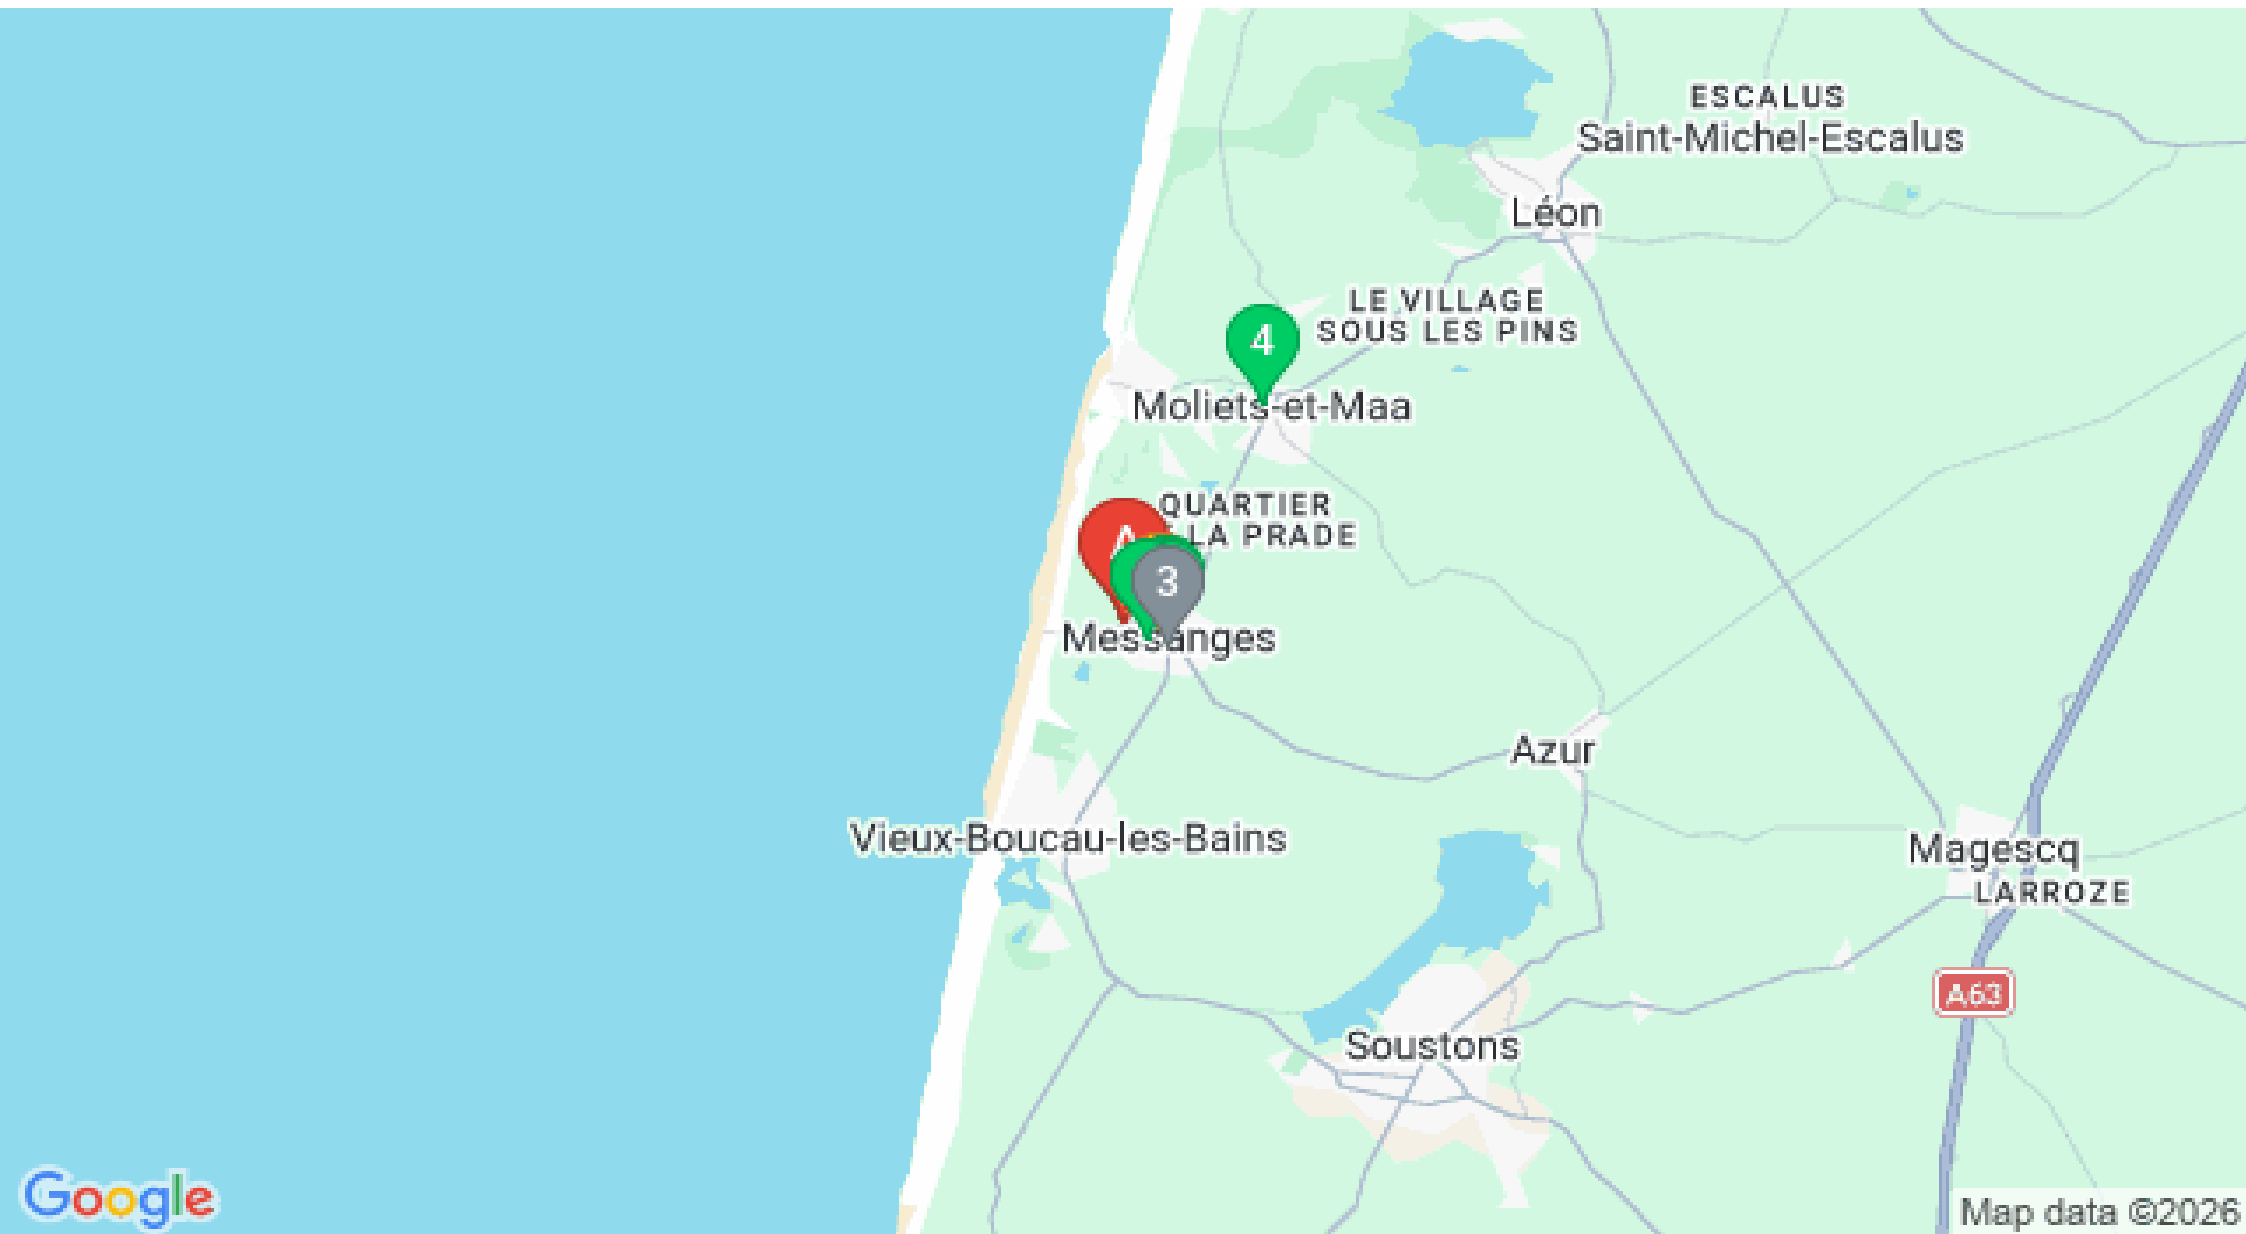 ESCALUS
Saint-Michel-Escalus
Léon
LE VILLAGE
SOUS LES PINS
4
Moliets-et-Maa
QUARTIER
LA PRADE
3
Messanges
Azur
Vieux-Boucau-les-Bains
Magescq
LARROZE
A63
Soustons
Google
Map data ©2026